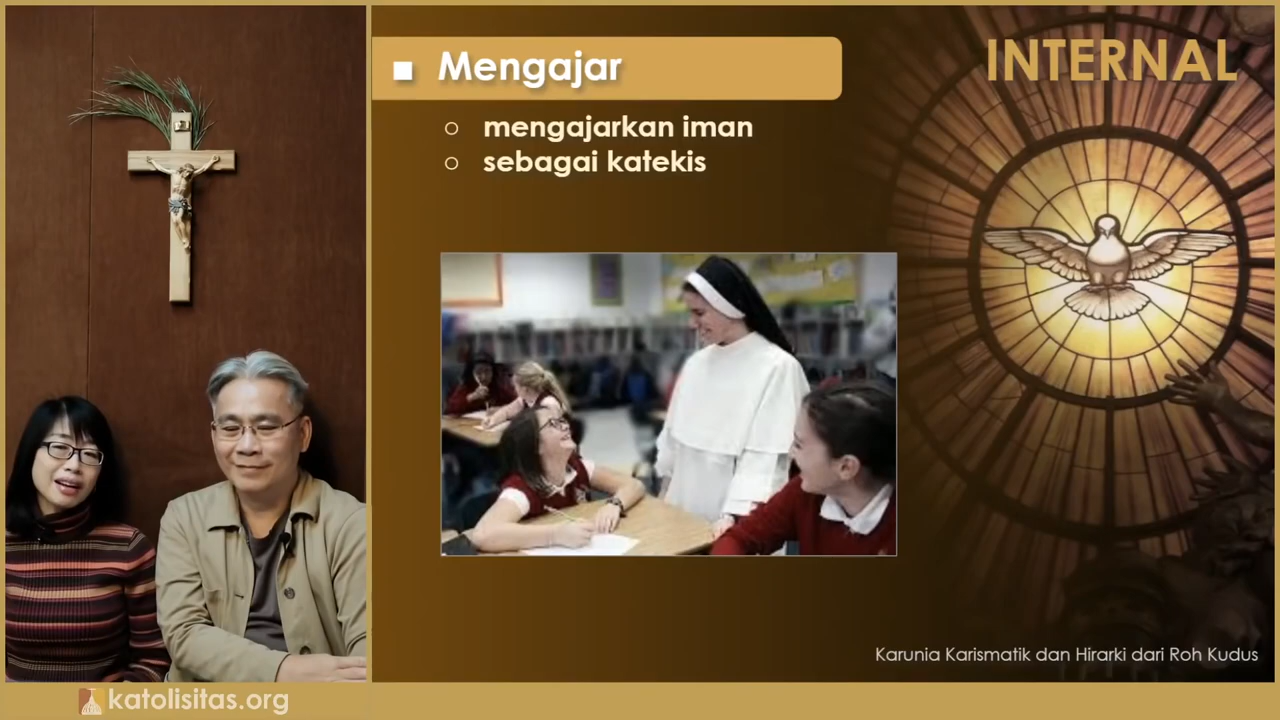 INTERNAL
Mengajar
mengajarkan iman
sebagai katekis
Karunia Karismatik dan Hirarki dari Roh Kudus
katolisitas.org